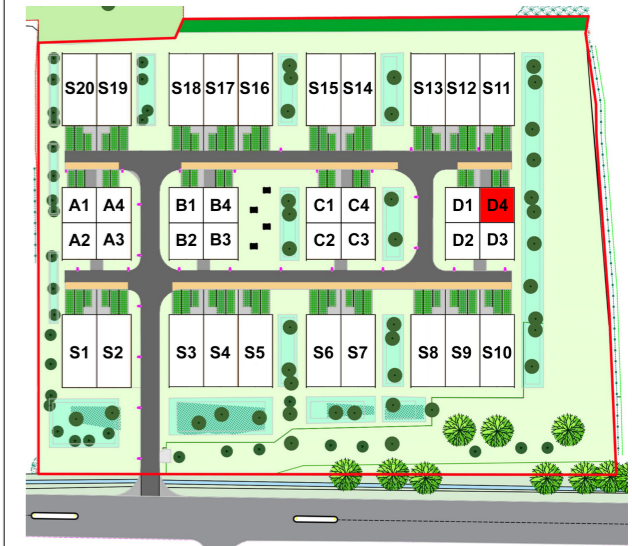 S20 S19 S18 S17 S16 S15 S14 S13 S12 S11
A1 A4 B1 B4 C1 C4 D1 D4
A2 A3 B2 B3 C2 C3 D2 D3
S1 S2 S3 S4 S5 S6 S7 S8 S9 S10